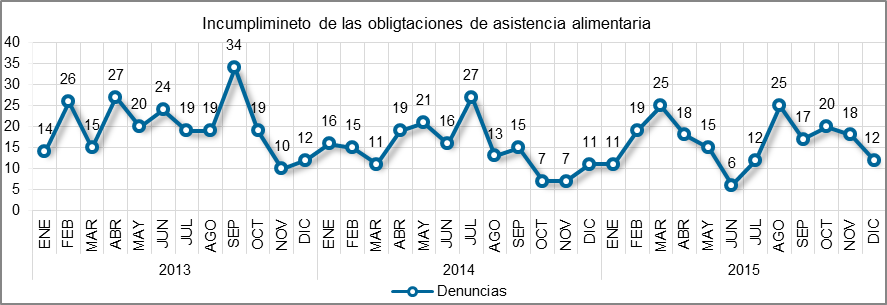 Incumplimineto de las obligtaciones de asistencia alimentaria
40
35
30
25
20
15
10
5
0
14 26 15 27 20 24 19 19 34 19 10 12 16 15 11 19 21 16 27 13 15 7 7 11 11 19 25 18 15 6 12 25 17 20 18 12
ENE FEB MAR ABR MAY JUN JUL AGO SEP OCT NOV DIC ENE FEB MAR ABR MAY JUN JUL AGO SEP OCT NOV DIC ENE FEB MAR ABR MAY JUN JUL AGO SEP OCT NOV DIC
2013 2014 2015
Denuncias